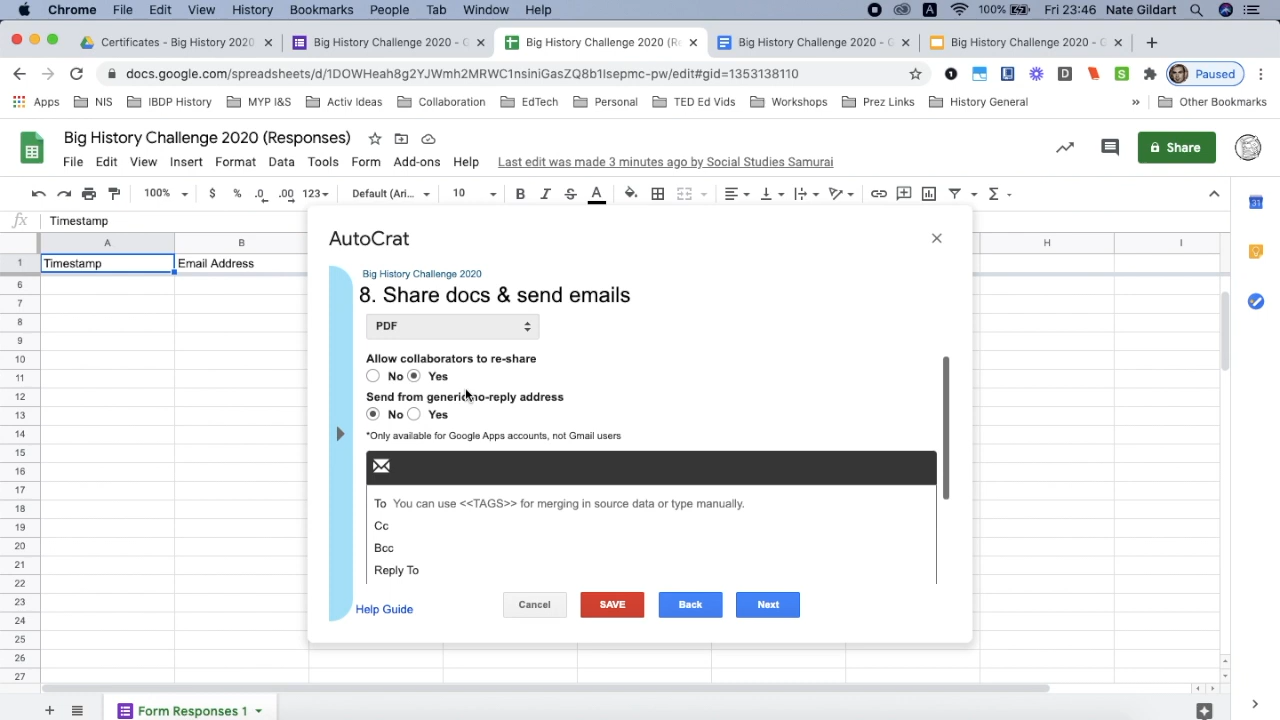 Chrome File Edit View History Bookmarks People Tab Window Help 100% Fri 23:46 Nate Gildart
Certificates - Big History 2020 Big History Challenge 2020 - G Big History Challenge 2020 (Re Big History Challenge 2020 - G Big History Challenge 2020 - G
docs.google.com/spreadsheets/d/1DOWHeah8g2YJWmh2MRWC1nsiniGasZQ8b1lsepmc-pw/edit#gid=1353138110 Paused
Apps NIS IBDP History MYP I&S Activ Ideas Collaboration EdTech Personal TED Ed Vids Workshops Prez Links History General » Other Bookmarks
Big History Challenge 2020 (Responses)
File Edit View Insert Format Data Tools Form Add-ons Help Last edit was made 3 minutes ago by Social Studies Samurai
Share
100% $ % .0 .00 123 Default (Ari... 10 B I S A
fx Timestamp
A B H I
1 Timestamp Email Address
6
7
8
9
10
11
12
13
14
15
16
17
18
19
20
21
22
23
24
25
26
27
AutoCrat
Big History Challenge 2020
8. Share docs & send emails
PDF
Allow collaborators to re-share
No Yes
Send from generic no-reply address
No Yes
*Only available for Google Apps accounts, not Gmail users
To You can use <<TAGS>> for merging in source data or type manually.
Cc
Bcc
Reply To
Help Guide Cancel SAVE Back Next
Form Responses 1
31